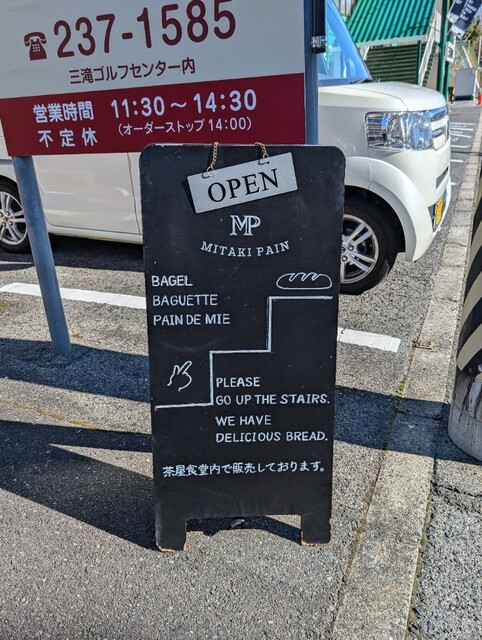 237-1585
三滝ゴルフセンター内
営業時間 11:30～14:30
不定休 (オーダーストップ 14:00)
OPEN
MP
MITAKI PAIN
BAGEL
BAGUETTE
PAIN DE MIE
PLEASE
GO UP THE STAIRS.
WE HAVE
DELICIOUS BREAD.
茶屋食堂内で販売しております。